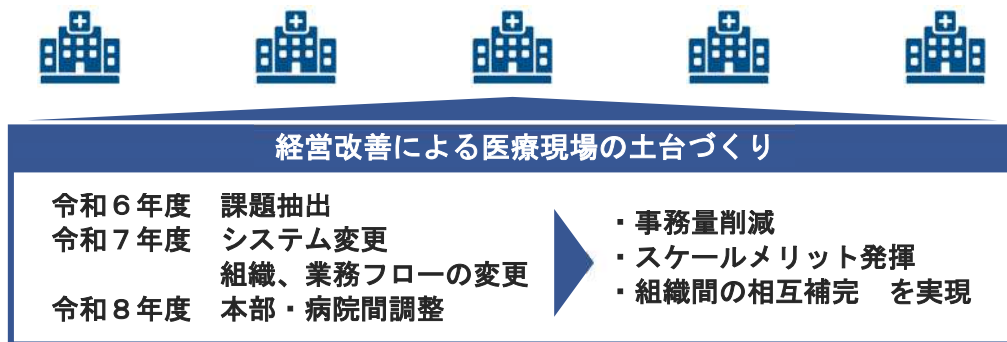 経営改善による医療現場の土台づくり
令和６年度　課題抽出
令和７年度　システム変更
組織、業務フローの変更
令和８年度　本部・病院間調整
・事務量削減
・スケールメリット発揮
・組織間の相互補完　を実現